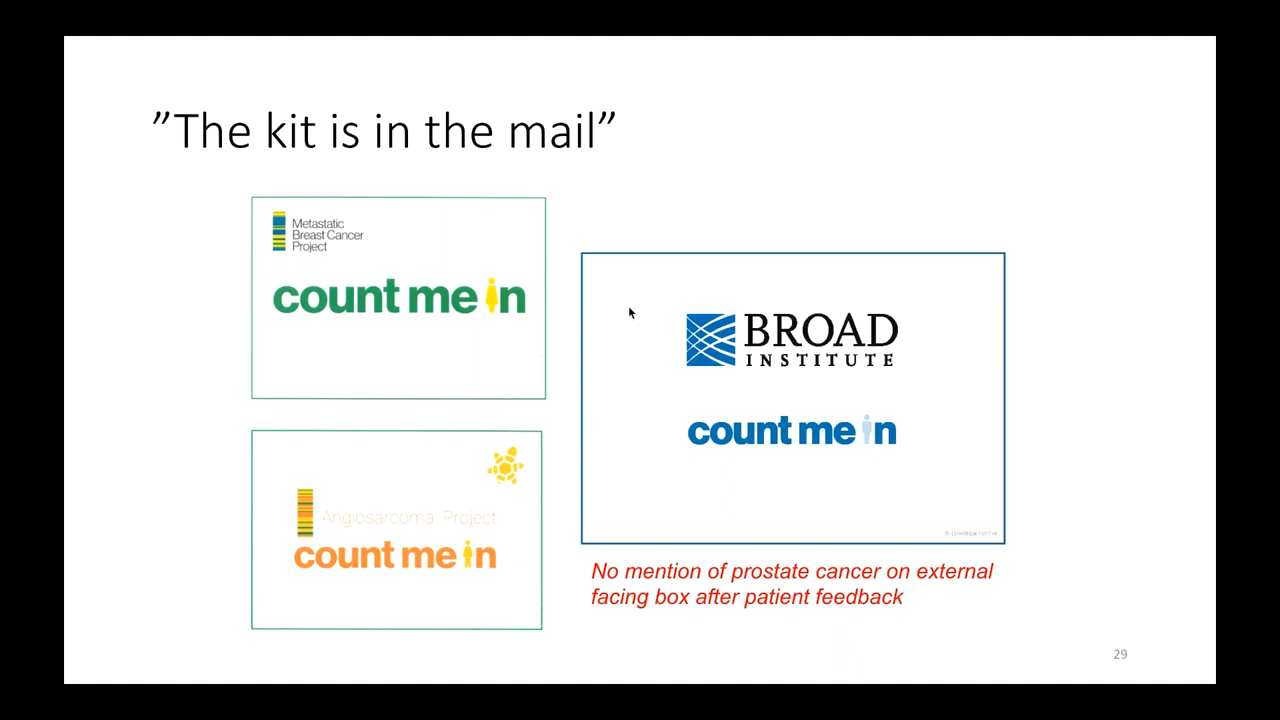 ”The kit is in the mail”
Metastatic
Breast Cancer
Project
count me in
BROAD
INSTITUTE
count me in
Angiosarcoma Project
count me in
No mention of prostate cancer on external
facing box after patient feedback
29